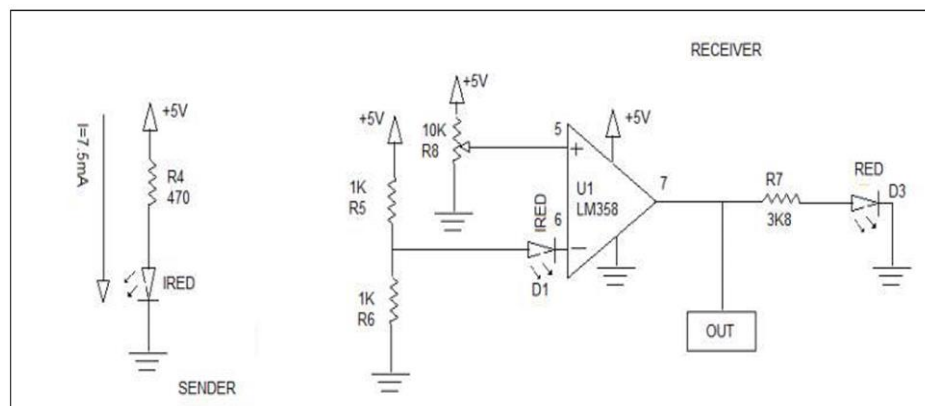 RECEIVER
I=7.5mA
+5V
R4
470
IRED
SENDER
+5V
1K
R5
1K
R6
+5V
10K
R8
+5V
5
+
U1
LM358
6
−
7
IRED
D1
R7
3K8
RED
D3
OUT